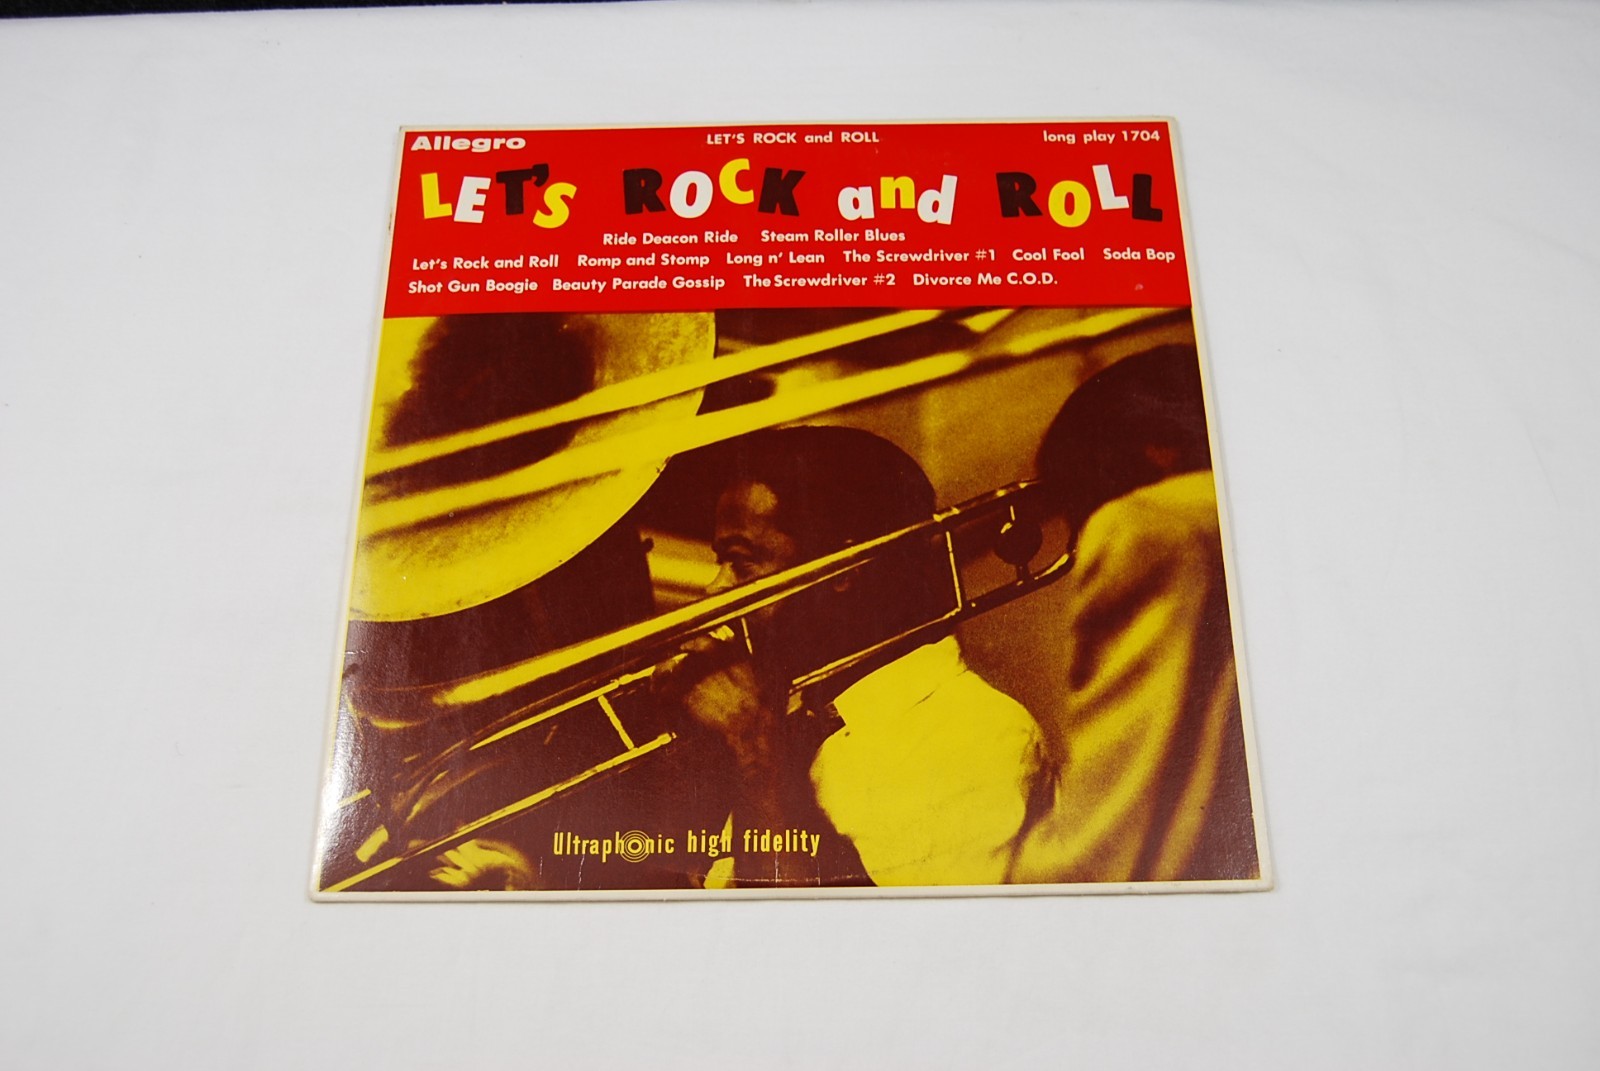 Allegro LET'S ROCK and ROLL long play 1704
LET'S ROCK and ROLL
Ride Deacon Ride Steam Roller Blues
Let's Rock and Roll Romp and Stomp Long n' Lean The Screwdriver #1 Cool Fool Soda Bop
Shot Gun Boogie Beauty Parade Gossip The Screwdriver #2 Divorce Me C.O.D.
Ultraphonic high fidelity